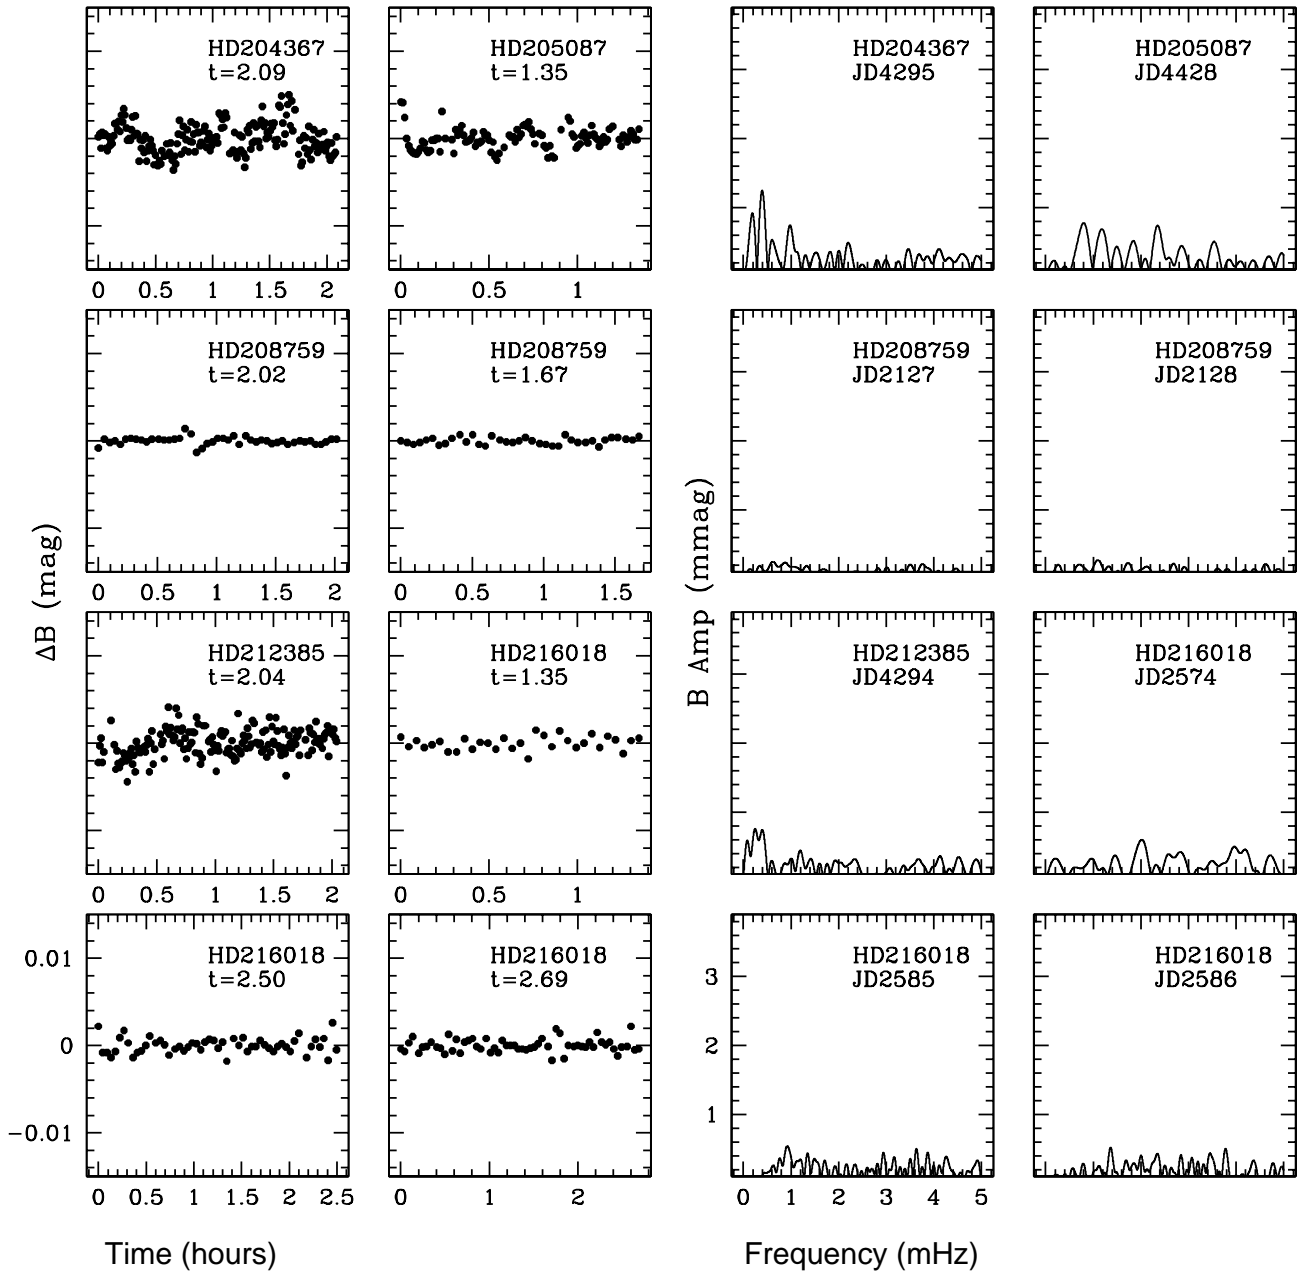 HD204367
t=2.09
HD205087
t=1.35
HD204367
JD4295
HD205087
JD4428
0 0.5 1 1.5 2
0 0.5 1
HD208759
t=2.02
HD208759
t=1.67
HD208759
JD2127
HD208759
JD2128
0 0.5 1 1.5 2
0 0.5 1 1.5
ΔB (mag)
B Amp (mmag)
HD212385
t=2.04
HD216018
t=1.35
HD212385
JD4294
HD216018
JD2574
0 0.5 1 1.5 2
0 0.5 1
HD216018
t=2.50
HD216018
t=2.69
HD216018
JD2585
HD216018
JD2586
0.01
0
−0.01
3
2
1
0 0.5 1 1.5 2 2.5
0 1 2
0 1 2 3 4 5
Time (hours)
Frequency (mHz)